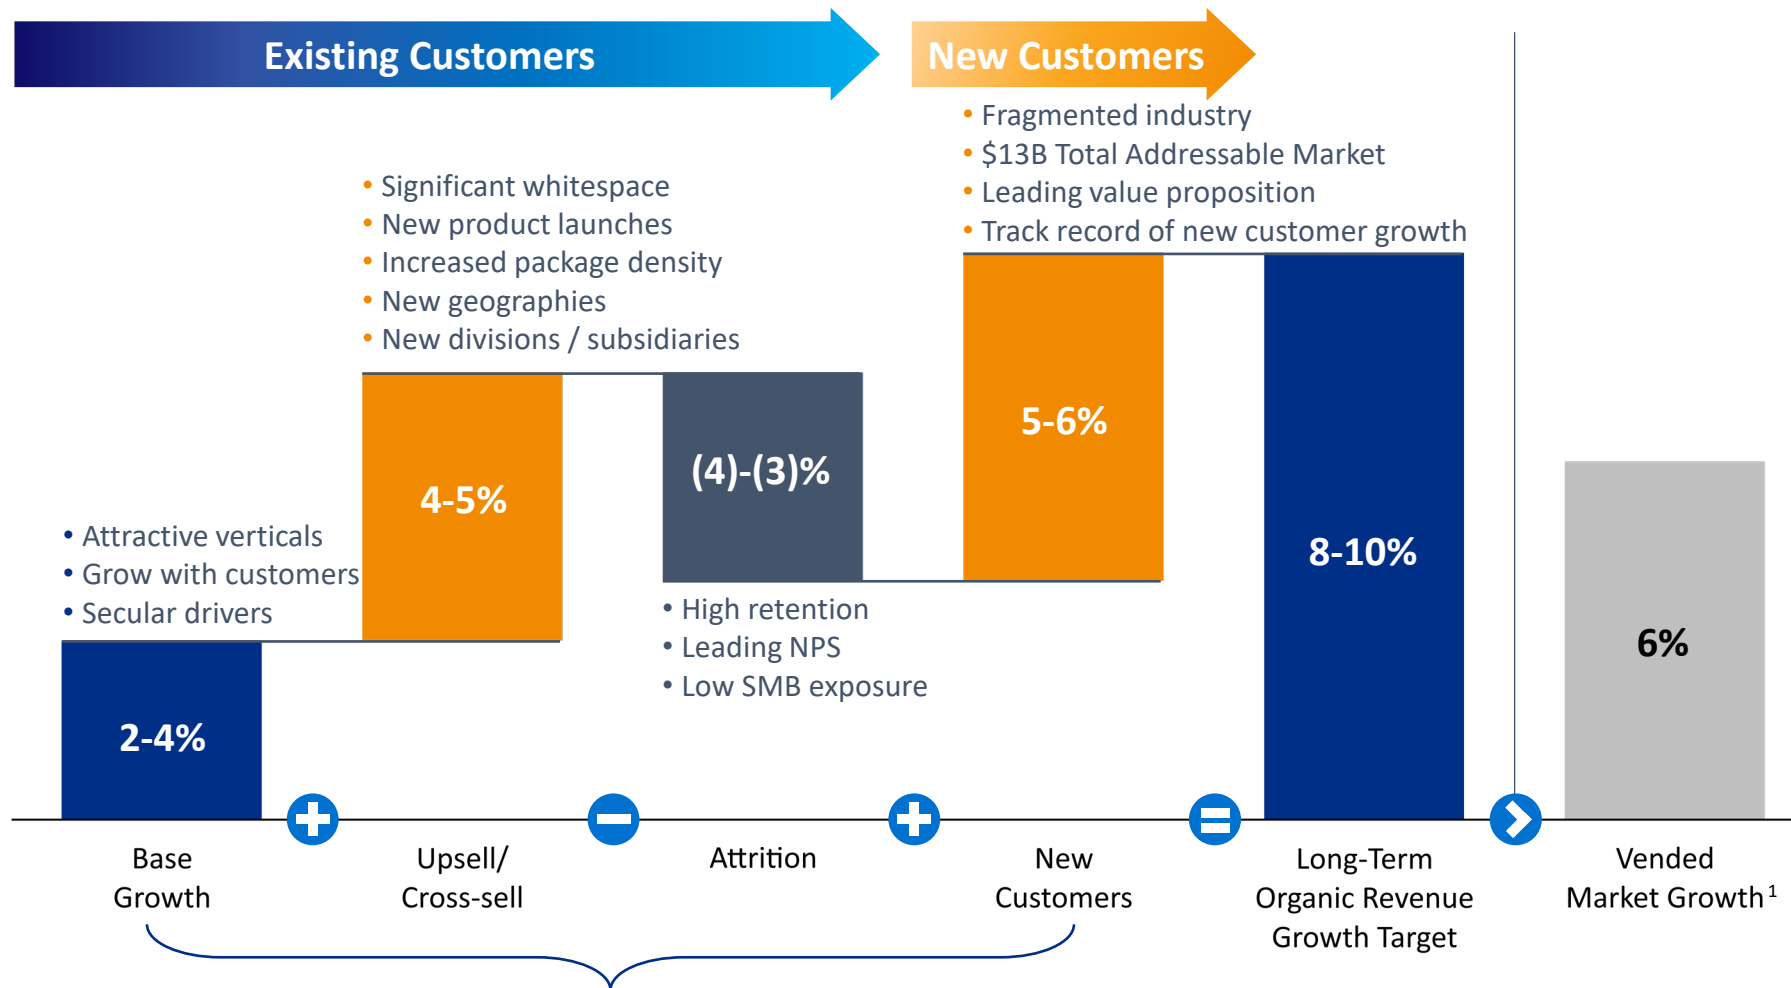 Existing Customers
New Customers
• Fragmented industry
• $13B Total Addressable Market
• Leading value proposition
• Track record of new customer growth
• Significant whitespace
• New product launches
• Increased package density
• New geographies
• New divisions / subsidiaries
• Attractive verticals
• Grow with customers
• Secular drivers
• High retention
• Leading NPS
• Low SMB exposure
2-4%
4-5%
(4)-(3)%
5-6%
8-10%
6%
Base
Growth
Upsell/
Cross-sell
Attrition
New
Customers
Long-Term
Organic Revenue
Growth Target
Vended
Market Growth¹